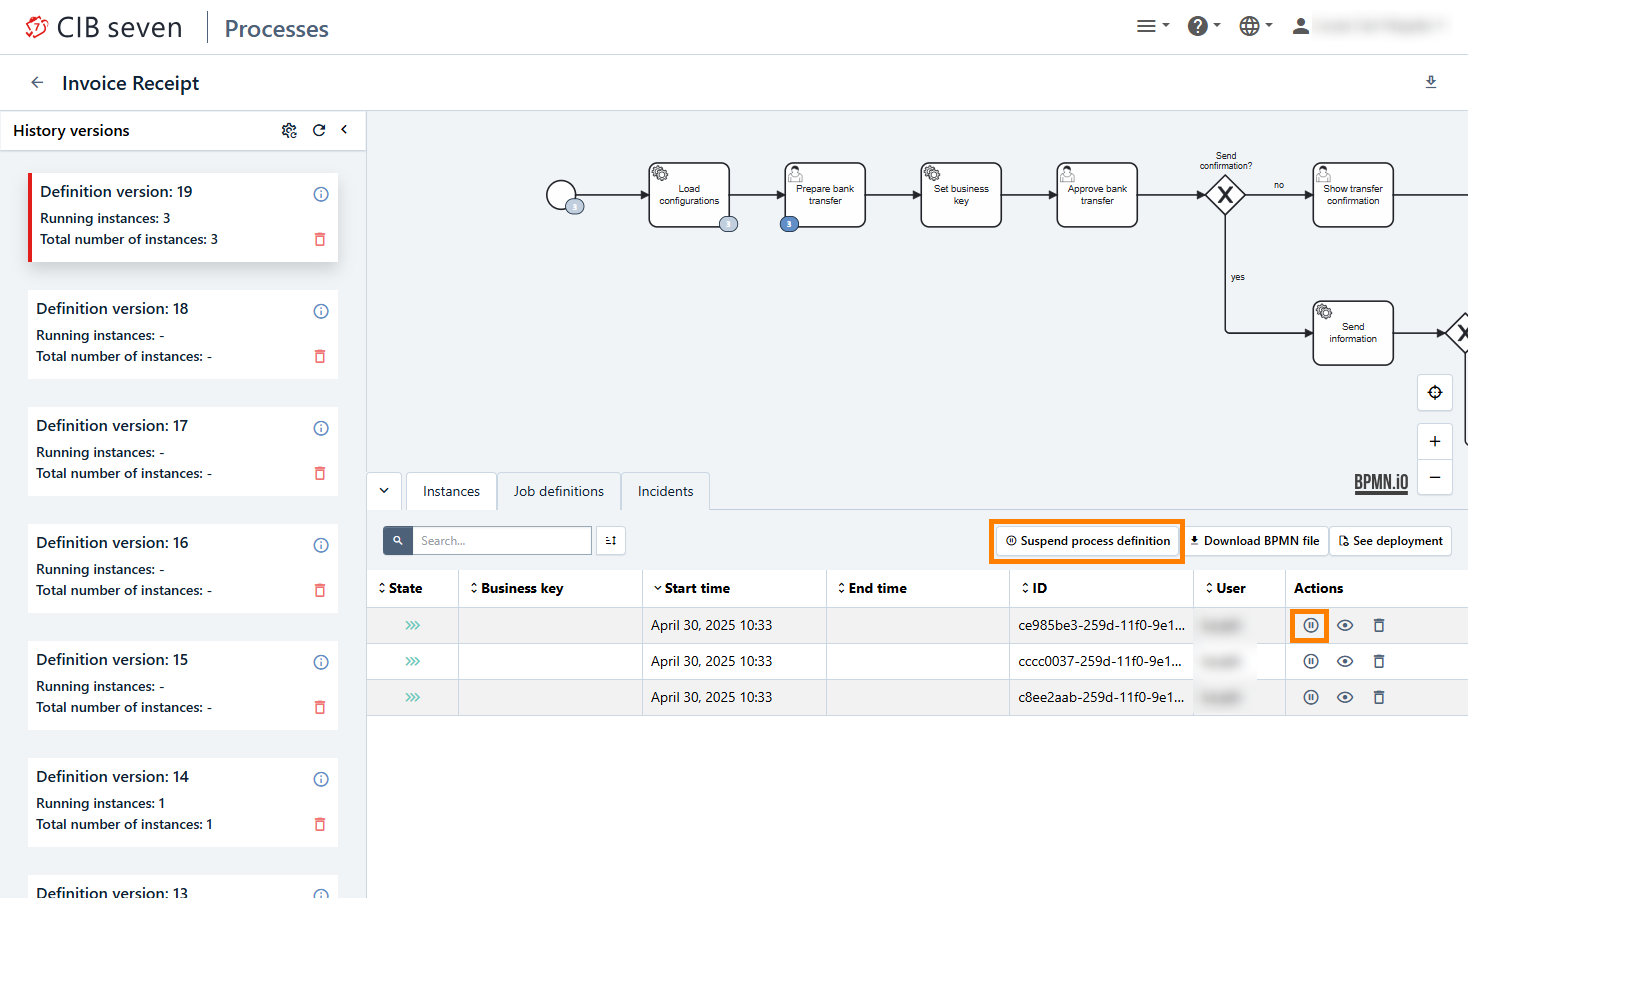 CIB seven
Processes
Invoice Receipt
History versions
Definition version: 19
Running instances: 3
Total number of instances: 3
Definition version: 18
Running instances: -
Total number of instances: -
Definition version: 17
Running instances: -
Total number of instances: -
Definition version: 16
Running instances: -
Total number of instances: -
Definition version: 15
Running instances: -
Total number of instances: -
Definition version: 14
Running instances: 1
Total number of instances: 1
Definition version: 13
3
Load
configurations
3
Prepare bank
transfer
3
Set business
key
Approve bank
transfer
Send
confirmation?
no
Show transfer
confirmation
yes
Send
information
BPMN.iO
Instances
Job definitions
Incidents
Search...
Suspend process definition
Download BPMN file
See deployment
State Business key Start time End time ID User Actions
April 30, 2025 10:33 ce985be3-259d-11f0-9e1...
April 30, 2025 10:33 cccc0037-259d-11f0-9e1...
April 30, 2025 10:33 c8ee2aab-259d-11f0-9e1...